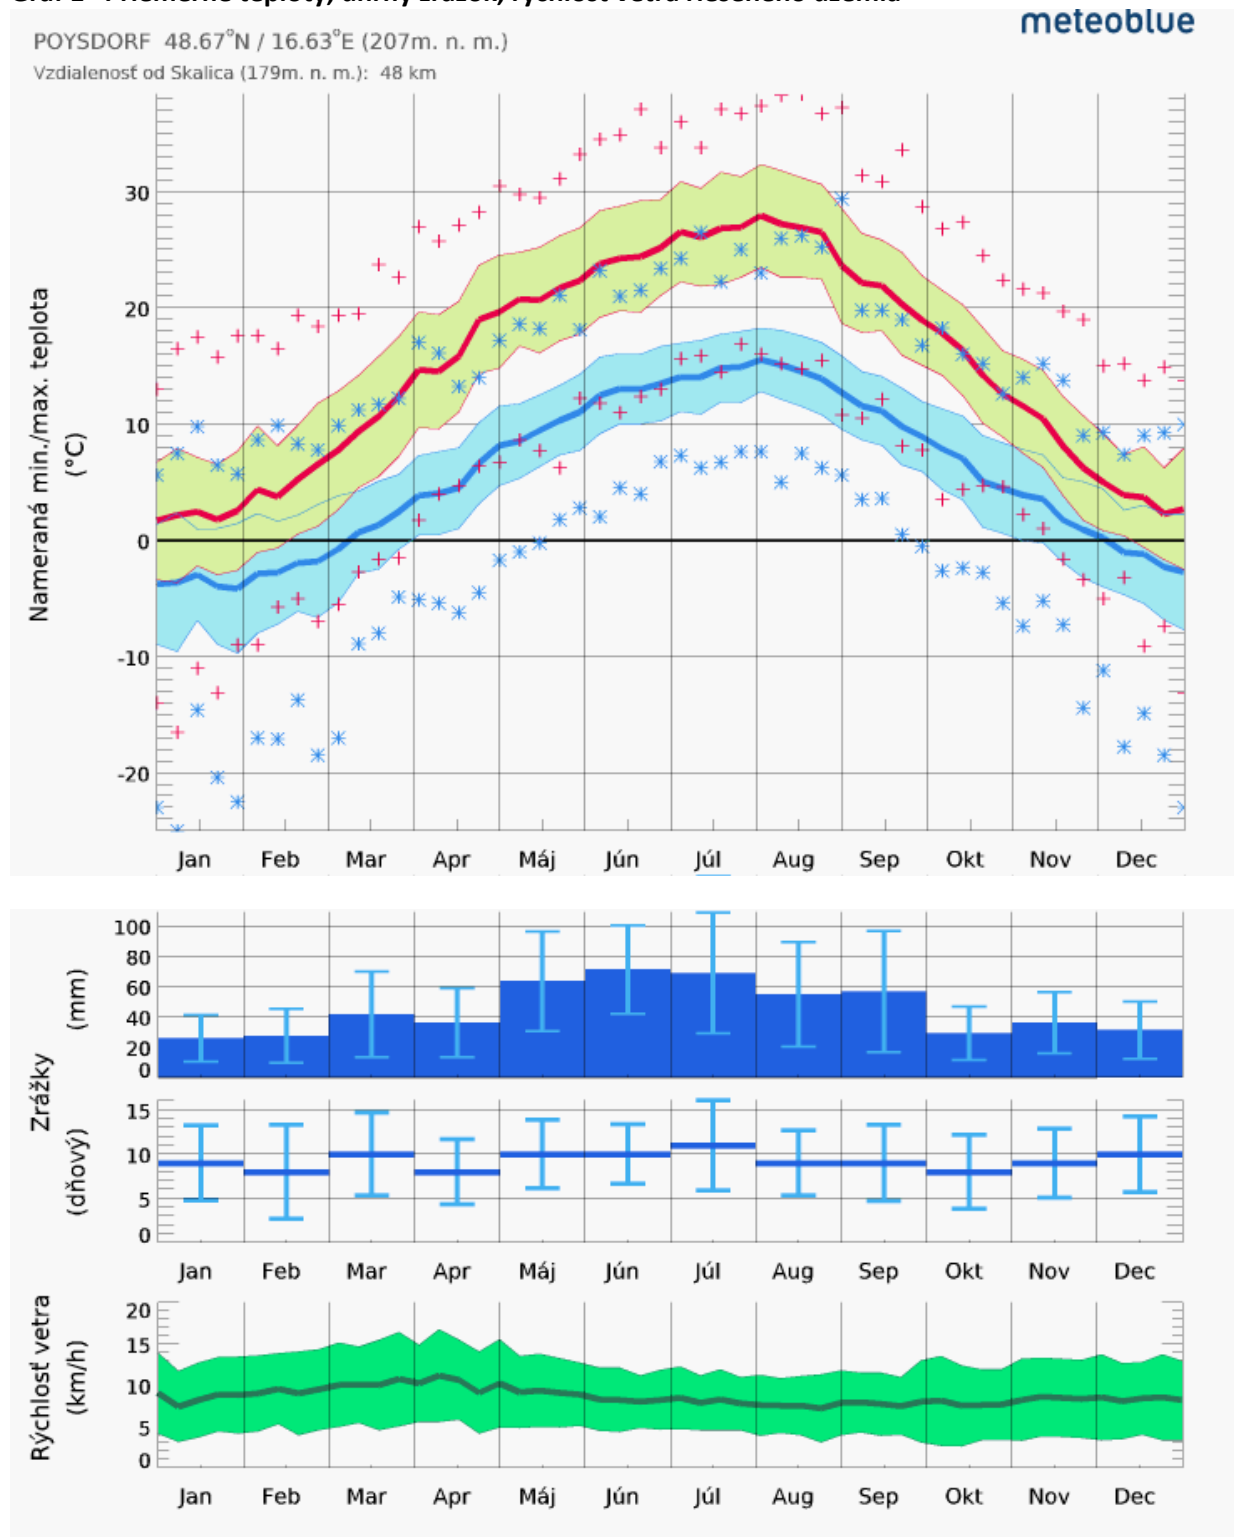 meteoblue
POYSDORF 48.67°N / 16.63°E (207m. n. m.)
Vzdialenosť od Skalica (179m. n. m.): 48 km
Nameraná min./max. teplota
(°C)
30
20
10
0
-10
-20
Jan Feb Mar Apr Máj Jún Júl Aug Sep Okt Nov Dec
Zrážky
(mm)
100
80
60
40
20
0
(dňový)
15
10
5
0
Jan Feb Mar Apr Máj Jún Júl Aug Sep Okt Nov Dec
Rýchlosť vetra
(km/h)
20
15
10
5
0
Jan Feb Mar Apr Máj Jún Júl Aug Sep Okt Nov Dec